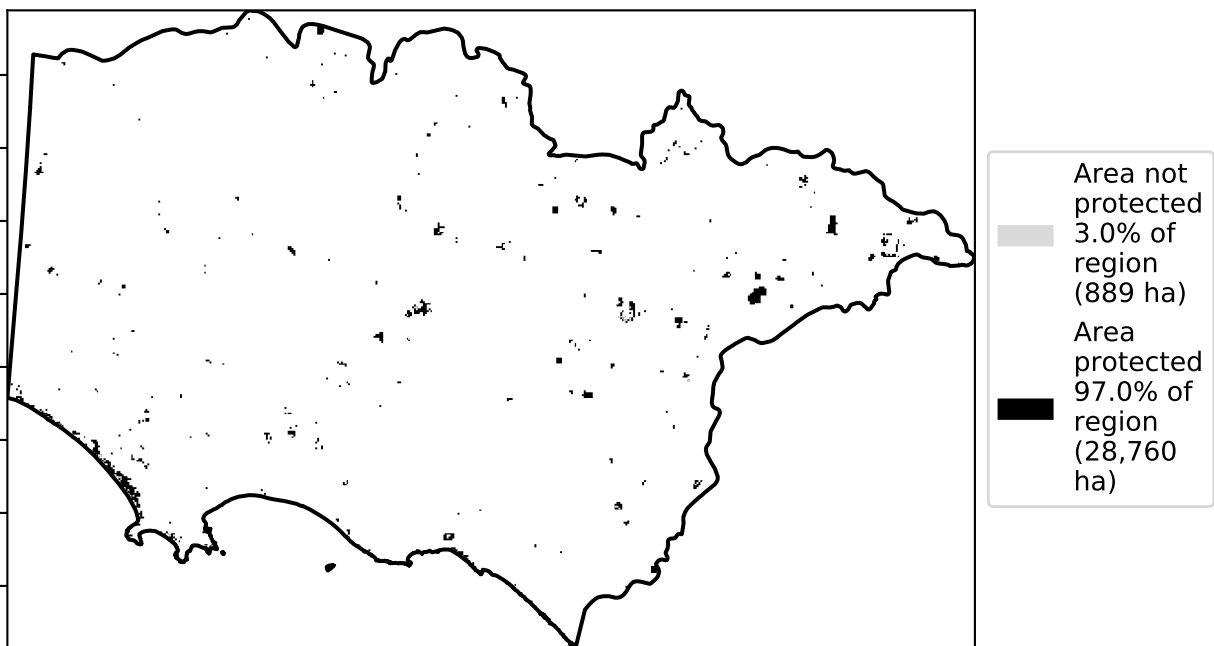 Area not
protected
3.0% of
region
(889 ha)
Area
protected
97.0% of
region
(28,760
ha)